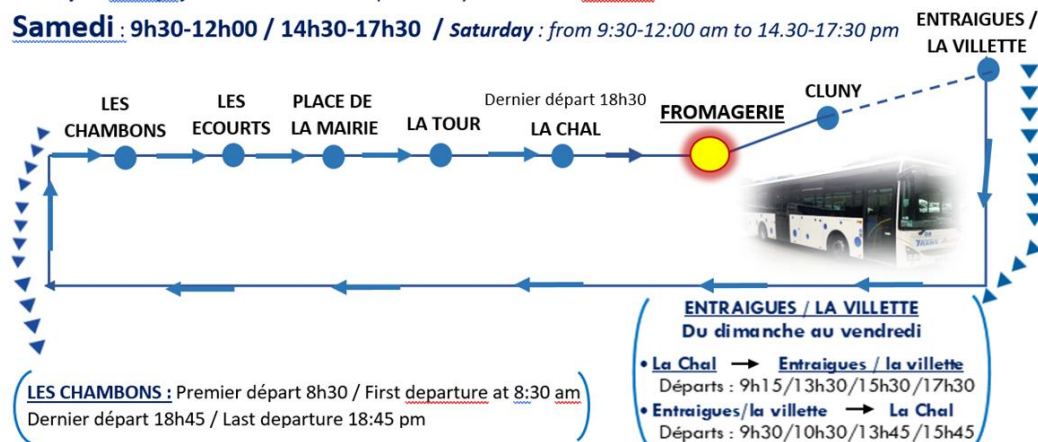 Samedi : 9h30-12h00 / 14h30-17h30 / Saturday : from 9:30-12:00 am to 14.30-17:30 pm
ENTRAIGUES /
LA VILLETTE
LES
CHAMBONS
LES
ECOURTS
PLACE DE
LA MAIRIE
LA TOUR
Dernier départ 18h30
LA CHAL
FROMAGERIE
CLUNY
LES CHAMBONS : Premier départ 8h30 / First departure at 8:30 am
Dernier départ 18h45 / Last departure 18:45 pm
ENTRAIGUES / LA VILLETTE
Du dimanche au vendredi
• La Chal → Entraigues / la villette
Départs : 9h15/13h30/15h30/17h30
• Entraigues/la villette → La Chal
Départs : 9h30/10h30/13h45/15h45